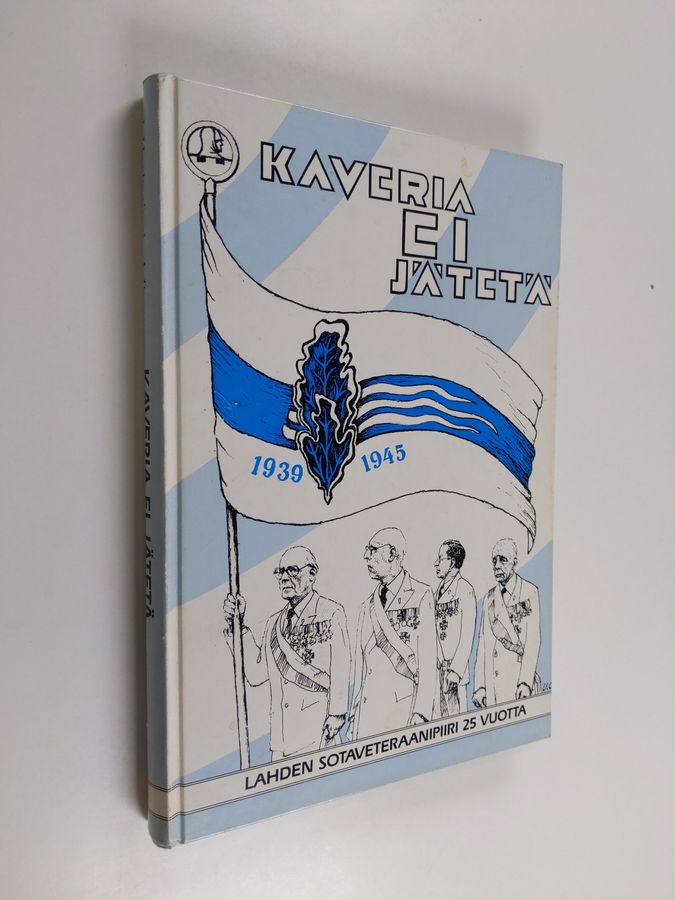 KAVERIA
EI
JÄTETÄ
1939 1945
LAHDEN SOTAVETERAANIPIIRI 25 VUOTTA
KAVERIA EI JÄTETÄ